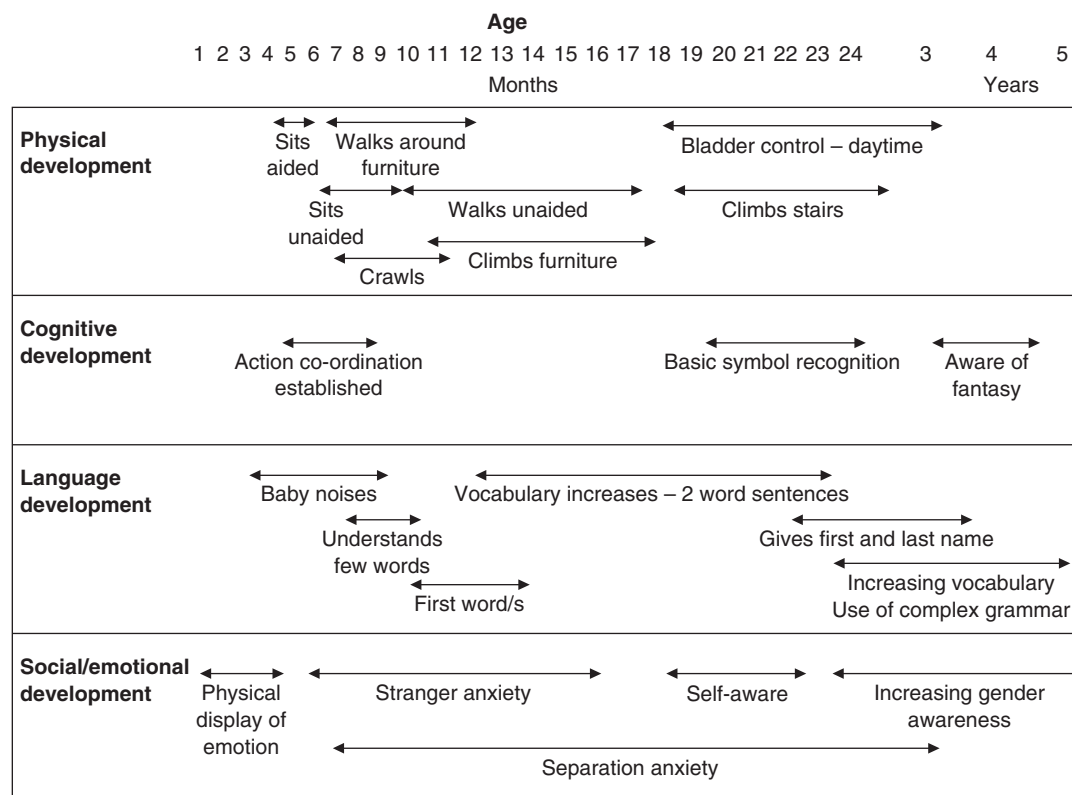 Age
1 2 3 4 5 6 7 8 9 10 11 12 13 14 15 16 17 18 19 20 21 22 23 24 3 4 5
Months Years
Physical
development
Sits
aided
Walks around
furniture
Bladder control – daytime
Sits
unaided
Walks unaided
Climbs stairs
Crawls
Climbs furniture
Cognitive
development
Action co-ordination
established
Basic symbol recognition
Aware of
fantasy
Language
development
Baby noises
Vocabulary increases – 2 word sentences
Understands
few words
Gives first and last name
First word/s
Increasing vocabulary
Use of complex grammar
Social/emotional
development
Physical
display of
emotion
Stranger anxiety
Self-aware
Increasing gender
awareness
Separation anxiety